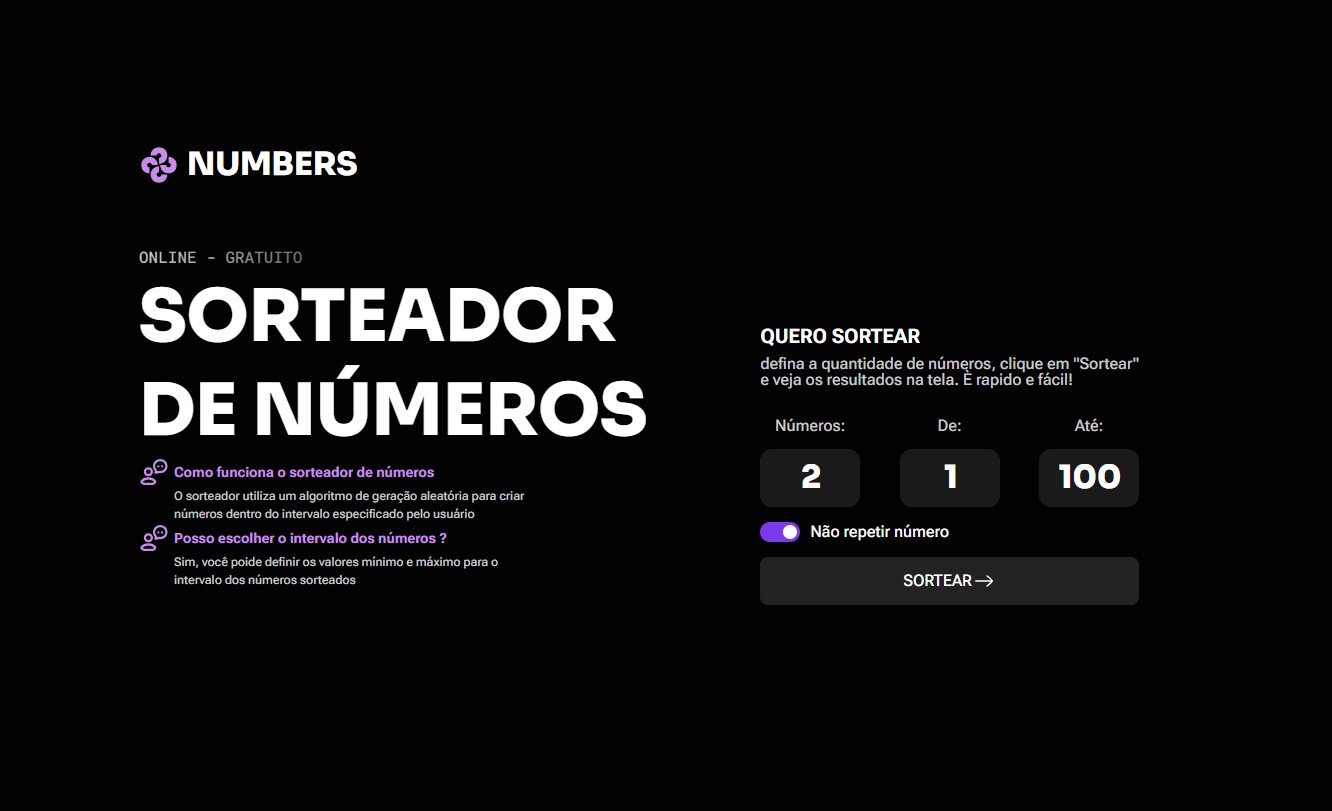 NUMBERS
ONLINE - GRATUITO
SORTEADOR
DE NÚMEROS
Como funciona o sorteador de números
O sorteador utiliza um algoritmo de geração aleatória para criar
números dentro do intervalo especificado pelo usuário
Posso escolher o intervalo dos números ?
Sim, você poide definir os valores mínimo e máximo para o
intervalo dos números sorteados
QUERO SORTEAR
defina a quantidade de números, clique em "Sortear"
e veja os resultados na tela. È rapido e fácil!
Números: De: Até:
2 1 100
Não repetir número
SORTEAR →